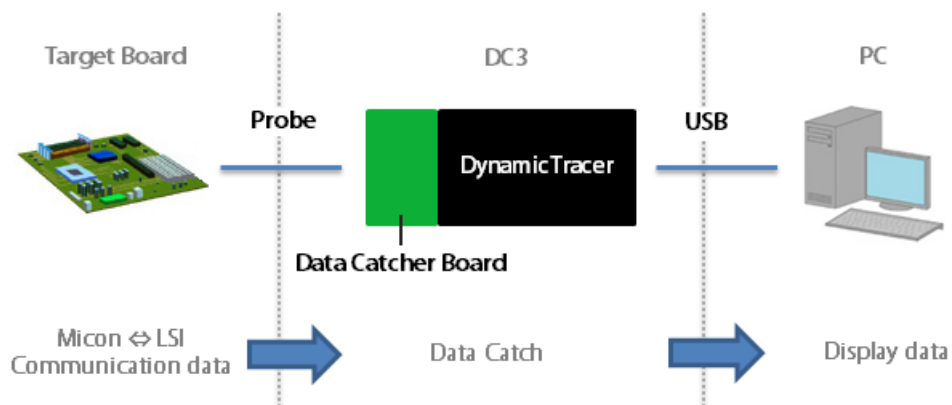 Target Board
DC3
PC
Probe
USB
DynamicTracer
Data Catcher Board
Micon ⇔ LSI
Communication data
Data Catch
Display data